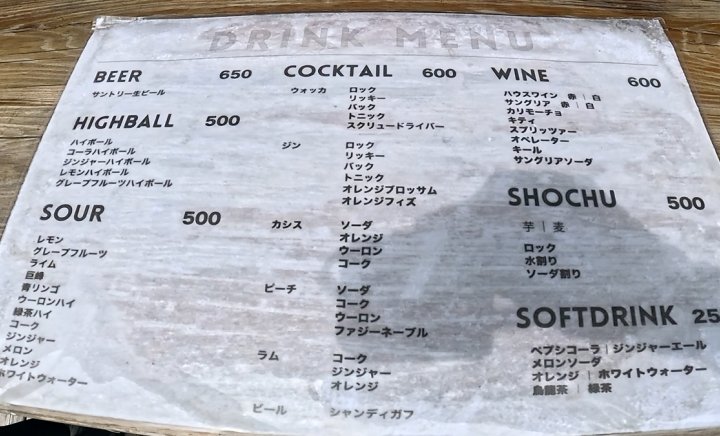 DRINK MENU
BEER 650
サントリー生ビール
HIGHBALL 500
ハイボール
コーラハイボール
ジンジャーハイボール
レモンハイボール
グレープフルーツハイボール
SOUR 500
レモン
グレープフルーツ
ライム
巨峰
青リンゴ
ウーロンハイ
緑茶ハイ
コーク
ジンジャー
メロン
オレンジ
ホワイトウォーター
COCKTAIL 600
ウォッカ ロック
リッキー
バック
トニック
スクリュードライバー
ジン ロック
リッキー
バック
トニック
オレンジブロッサム
オレンジフィズ
カシス ソーダ
オレンジ
ウーロン
コーク
ピーチ ソーダ
コーク
ウーロン
ファジーネーブル
ラム コーク
ジンジャー
オレンジ
ビール シャンディガフ
WINE 600
ハウスワイン 赤｜白
サングリア 赤｜白
カリモーチョ
キティ
スプリッツァー
オペレーター
キール
サングリアソーダ
SHOCHU 500
芋｜麦
ロック
水割り
ソーダ割り
SOFTDRINK 25
ペプシコーラ｜ジンジャーエール
メロンソーダ
オレンジ｜ホワイトウォーター
烏龍茶｜緑茶